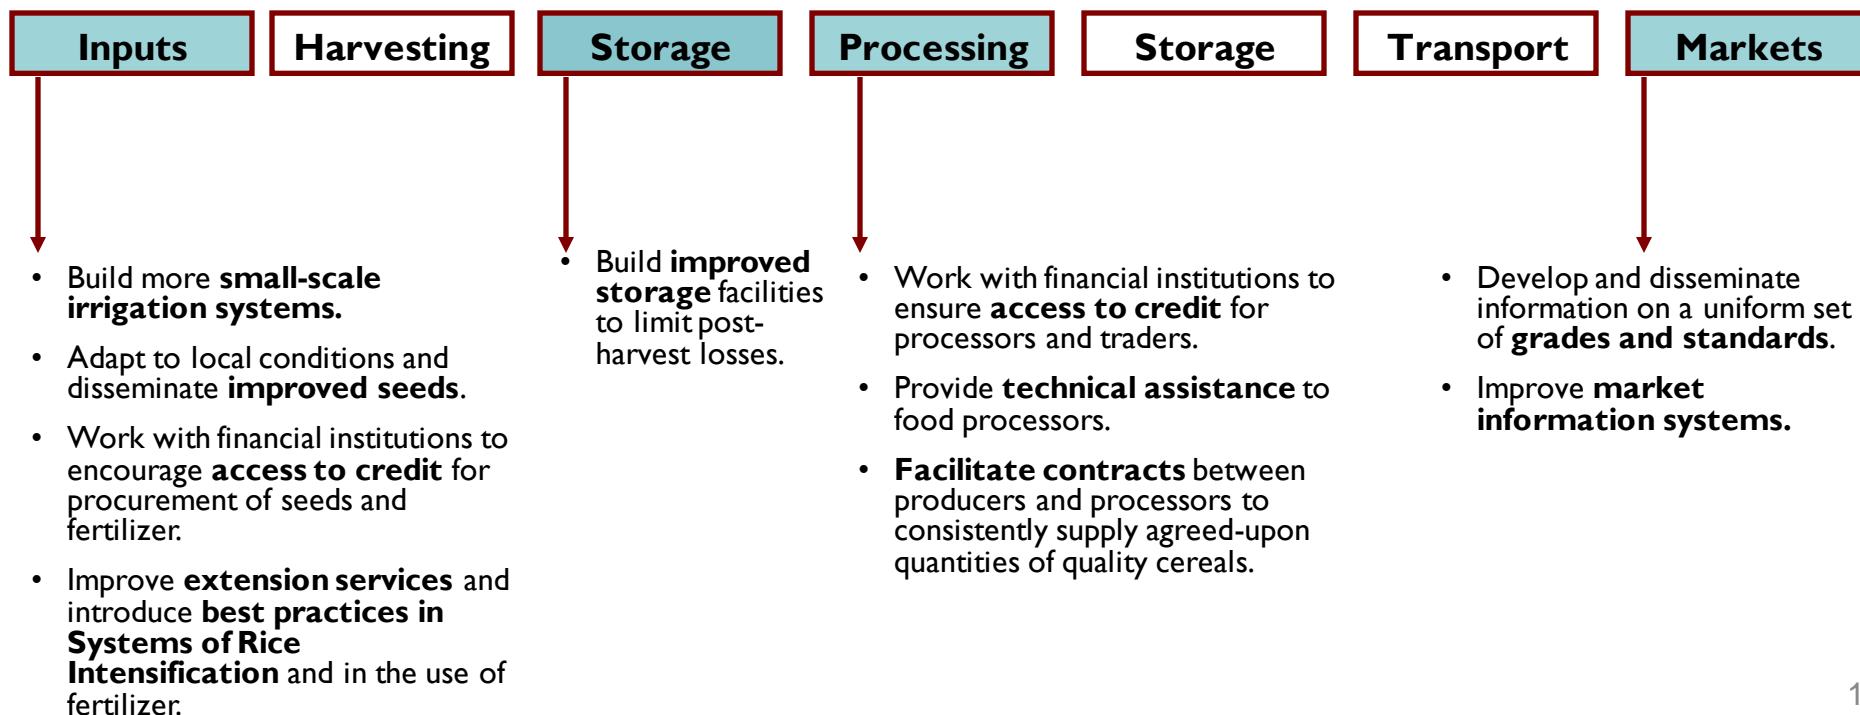 Inputs
Harvesting
Storage
Processing
Storage
Transport
Markets
• Build more small-scale
irrigation systems.
• Adapt to local conditions and
disseminate improved seeds.
• Work with financial institutions to
encourage access to credit for
procurement of seeds and
fertilizer.
• Improve extension services and
introduce best practices in
Systems of Rice
Intensification and in the use of
fertilizer.
• Build improved
storage facilities
to limit post-
harvest losses.
• Work with financial institutions to
ensure access to credit for
processors and traders.
• Provide technical assistance to
food processors.
• Facilitate contracts between
producers and processors to
consistently supply agreed-upon
quantities of quality cereals.
• Develop and disseminate
information on a uniform set
of grades and standards.
• Improve market
information systems.
1